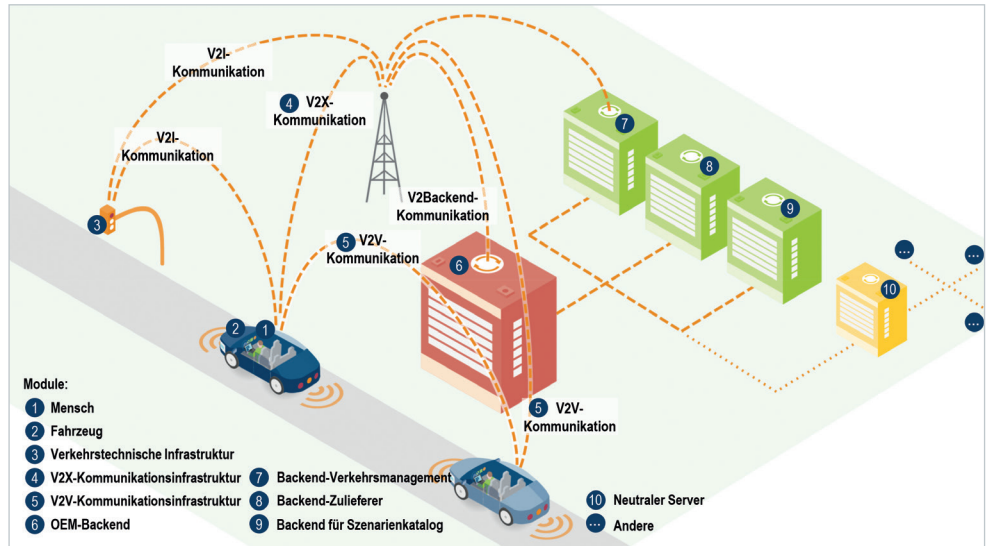 V2I-
Kommunikation
4 V2X-
Kommunikation
V2I-
Kommunikation
7
8
9
3
V2Backend-
Kommunikation
5 V2V-
Kommunikation
6
...
...
10
...
2 1
5 V2V-
Kommunikation
Module:
1 Mensch
2 Fahrzeug
3 Verkehrstechnische Infrastruktur
4 V2X-Kommunikationsinfrastruktur
5 V2V-Kommunikationsinfrastruktur
6 OEM-Backend
7 Backend-Verkehrsmanagement
8 Backend-Zulieferer
9 Backend für Szenarienkatalog
10 Neutraler Server
... Andere